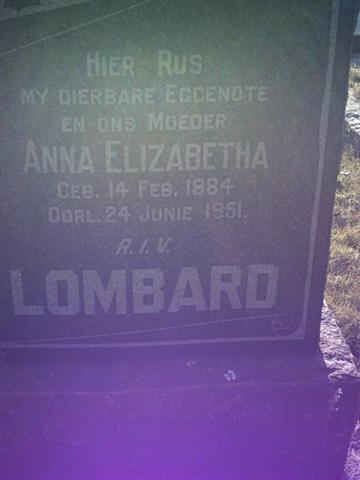 HIER RUS
MY DIERBARE EGGENOTE
EN ONS MOEDER
ANNA ELIZABETHA
GEB. 14 FEB. 1884
OORL. 24 JUNIE 1951.
R.I.V.
LOMBARD